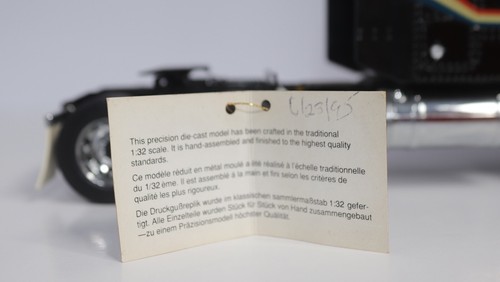 6/23/95
This precision die-cast model has been crafted in the traditional
1:32 scale. It is hand-assembled and finished to the highest quality
standards.
Ce modéle réduit en métal moulé a été réalisé à l'échelle traditionnelle
du 1/32 ème. Il est assemblé à la main et fini selon les critères de
qualité les plus rigoureux.
Die Druckgußreplik wurde im klassischen sammlermaßstab 1:32 gefer-
tigt. Alle Einzelteile wurden Stück für Stück von Hand zusammengebaut
—zu einem Präzisionsmodell höchster Qualität.